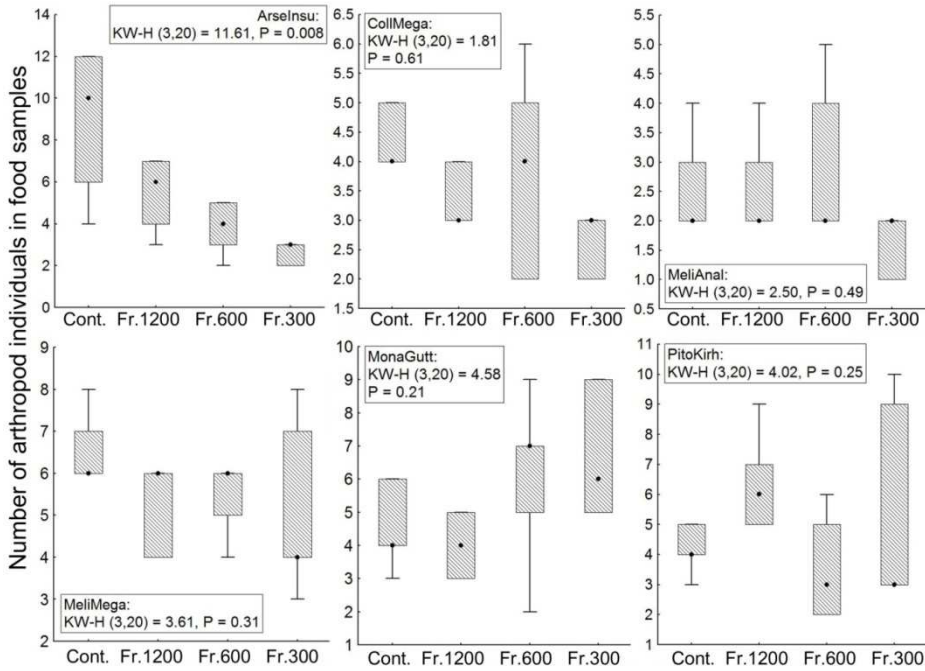 Number of arthropod individuals in food samples
14
12
10
8
6
4
2
0
ArseInsu:
KW-H (3,20) = 11.61, P = 0.008
Cont. Fr.1200 Fr.600 Fr.300
6.5
6.0
5.5
5.0
4.5
4.0
3.5
3.0
2.5
2.0
1.5
CollMega:
KW-H (3,20) = 1.81
P = 0.61
Cont. Fr.1200 Fr.600 Fr.300
5.5
5.0
4.5
4.0
3.5
3.0
2.5
2.0
1.5
1.0
0.5
MeliAnal:
KW-H (3,20) = 2.50, P = 0.49
Cont. Fr.1200 Fr.600 Fr.300
9
8
7
6
5
4
3
2
MeliMega:
KW-H (3,20) = 3.61, P = 0.31
Cont. Fr.1200 Fr.600 Fr.300
10
9
8
7
6
5
4
3
2
1
MonaGutt:
KW-H (3,20) = 4.58
P = 0.21
Cont. Fr.1200 Fr.600 Fr.300
11
10
9
8
7
6
5
4
3
2
1
PitoKirh:
KW-H (3,20) = 4.02, P = 0.25
Cont. Fr.1200 Fr.600 Fr.300